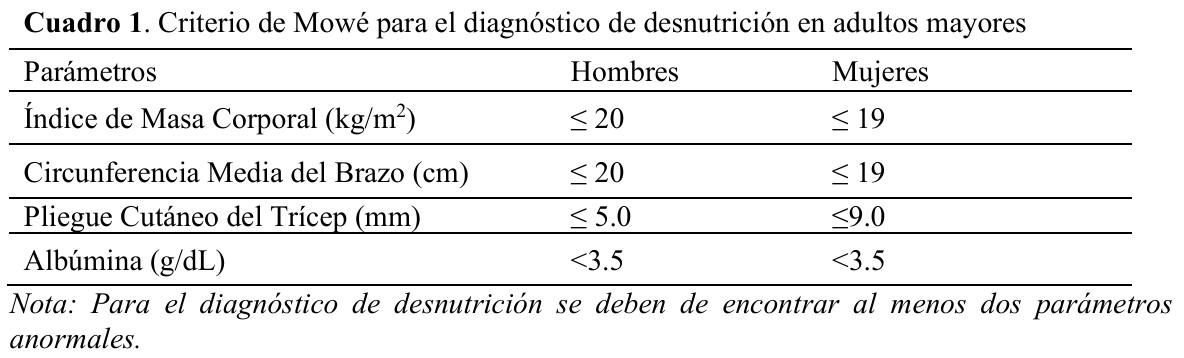 Cuadro 1. Criterio de Mowé para el diagnóstico de desnutrición en adultos mayores
Parámetros Hombres Mujeres
Índice de Masa Corporal (kg/m²) ≤ 20 ≤ 19
Circunferencia Media del Brazo (cm) ≤ 20 ≤ 19
Pliegue Cutáneo del Trícep (mm) ≤ 5.0 ≤9.0
Albúmina (g/dL) <3.5 <3.5
Nota: Para el diagnóstico de desnutrición se deben de encontrar al menos dos parámetros
anormales.